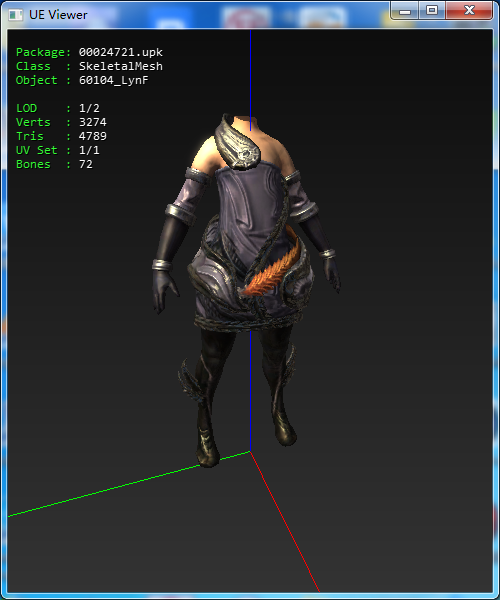 UE Viewer
Package: 00024721.upk
Class : SkeletalMesh
Object : 60104_LynF
LOD : 1/2
Verts : 3274
Tris : 4789
UV Set : 1/1
Bones : 72